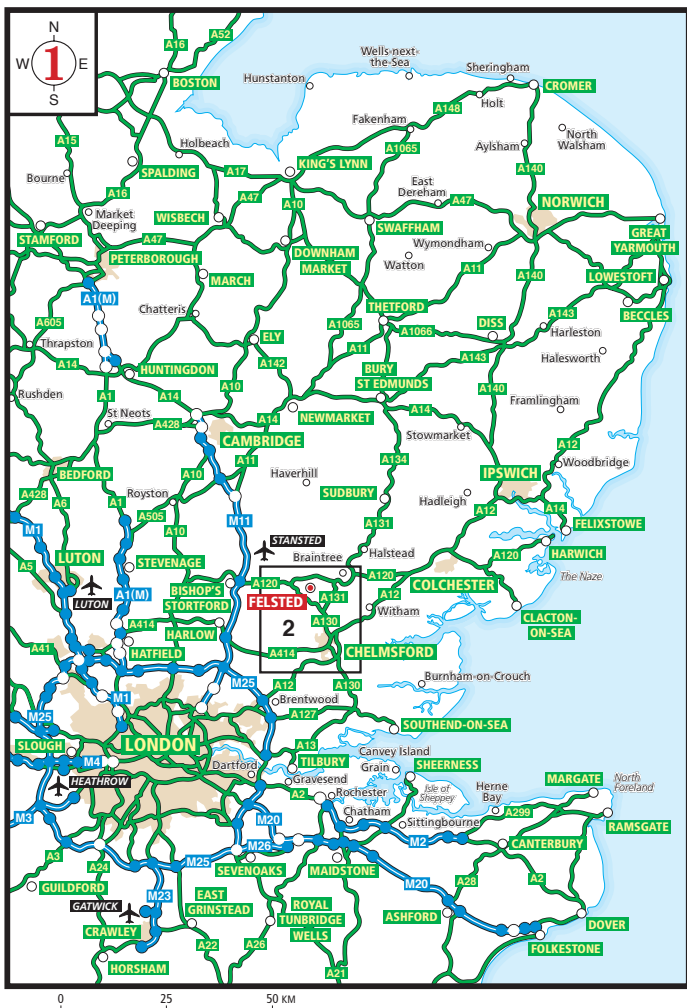 N
W 1 E
S
A16
A52
Wells-next-
the-Sea
Sheringham
BOSTON
Hunstanton
CROMER
Holt
A148
Fakenham
North
Walsham
A15
Holbeach
A1065
Aylsham
KING'S LYNN
SPALDING
A17
A140
Bourne
A16
A47
East
Dereham
A10
A47
NORWICH
Market
Deeping
WISBECH
SWAFFHAM
GREAT
YARMOUTH
STAMFORD
A47
Wymondham
DOWNHAM
MARKET
PETERBOROUGH
Watton
A11
A140
LOWESTOFT
MARCH
A1(M)
THETFORD
BECCLES
Chatteris
A143
A605
A1065
A1066
DISS
Harleston
Thrapston
ELY
A11
A14
A142
A143
Halesworth
HUNTINGDON
BURY
ST EDMUNDS
A10
A140
Rushden
A1
A14
Framlingham
NEWMARKET
St Neots
A14
A14
A428
Stowmarket
CAMBRIDGE
A12
A11
A134
Woodbridge
BEDFORD
A10
Haverhill
IPSWICH
A428
A6
Royston
SUDBURY
Hadleigh
A1
A505
A12
A14
M1
M11
A10
A131
FELIXSTOWE
STANSTED
Halstead
LUTON
Braintree
HARWICH
A5
STEVENAGE
A120
The Naze
BISHOP'S
STORTFORD
A120
A120
COLCHESTER
LUTON
A1(M)
FELSTED
A131
A12
Witham
CLACTON-
ON-SEA
A414
HARLOW
2
A130
A41
HATFIELD
A414
CHELMSFORD
M25
A12
A130
Burnham-on-Crouch
M1
Brentwood
M25
A127
SOUTHEND-ON-SEA
SLOUGH
LONDON
A13
Canvey Island
M4
Dartford
TILBURY
Grain
SHEERNESS
HEATHROW
Gravesend
Isle of
Sheppey
Herne
Bay
MARGATE
North
Foreland
A2
Rochester
M3
M20
Chatham
Sittingbourne
A299
RAMSGATE
M2
A3
M26
CANTERBURY
A24
M25
SEVENOAKS
MAIDSTONE
M20
A28
A2
GUILDFORD
M23
EAST
GRINSTEAD
ROYAL
TUNBRIDGE
WELLS
GATWICK
ASHFORD
DOVER
CRAWLEY
A22
A26
FOLKESTONE
HORSHAM
A21
0 25 50 KM